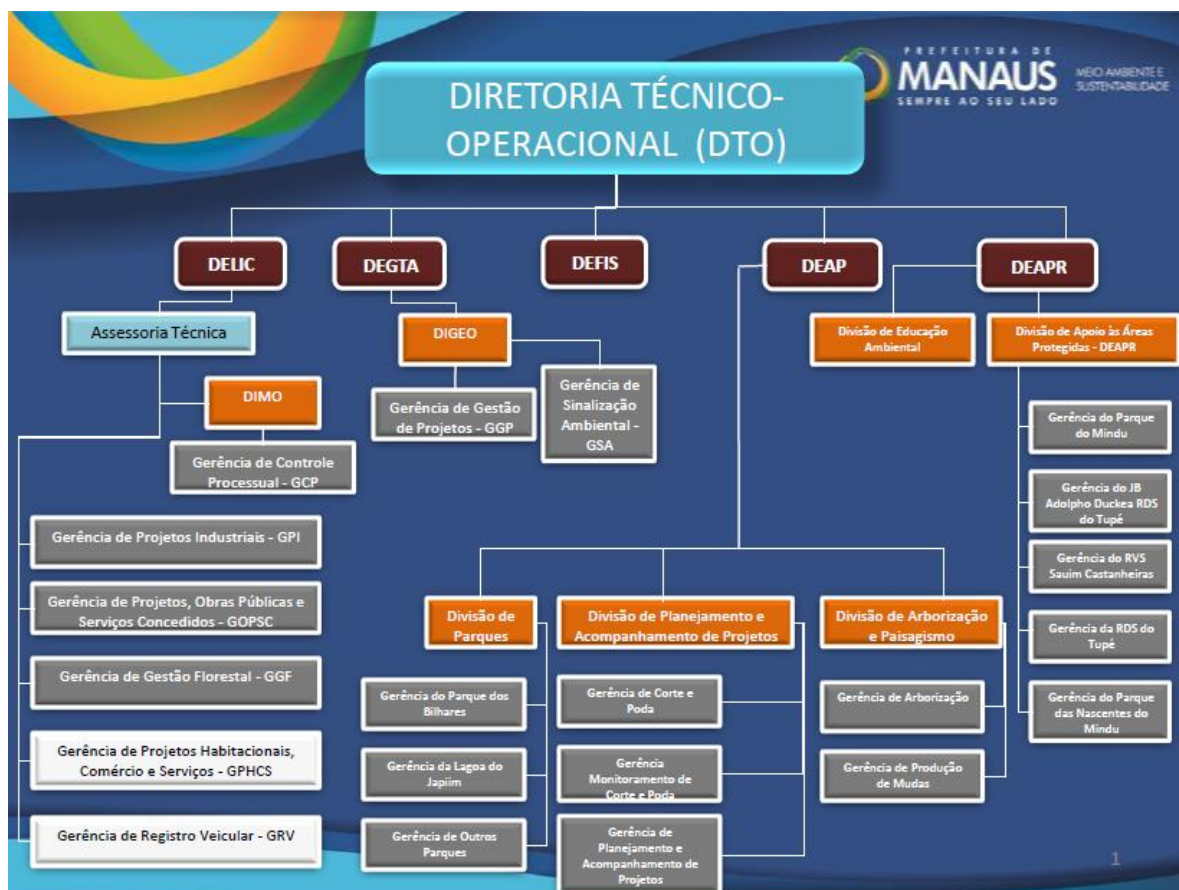 PREFEITURA DE
MANAUS
SEMPRE AO SEU LADO
MEIO AMBIENTE E
SUSTENTABILIDADE
DIRETORIA TÉCNICO-
OPERACIONAL (DTO)
DELIC
DEGTA
DEFIS
DEAP
DEAPR
Assessoria Técnica
DIMO
Gerência de Controle
Processual - GCP
Gerência de Projetos Industriais - GPI
Gerência de Projetos, Obras Públicas e
Serviços Concedidos - GOPSC
Gerência de Gestão Florestal - GGF
Gerência de Projetos Habitacionais,
Comércio e Serviços - GPHCS
Gerência de Registro Veicular - GRV
DIGEO
Gerência de Gestão
de Projetos - GGP
Gerência de
Sinalização
Ambiental -
GSA
Divisão de
Parques
Gerência do Parque dos
Bilhares
Gerência da Lagoa do
Japiim
Gerência de Outros
Parques
Divisão de Planejamento e
Acompanhamento de Projetos
Gerência de Corte e
Poda
Gerência
Monitoramento de
Corte e Poda
Gerência de
Planejamento e
Acompanhamento de
Projetos
Divisão de Arborização
e Paisagismo
Gerência de Arborização
Gerência de Produção
de Mudas
Divisão de Educação
Ambiental
Divisão de Apoio às Áreas
Protegidas - DEAPR
Gerência do Parque
do Mindu
Gerência do JB
Adolpho Duckea RDS
do Tupé
Gerência do RVS
Sauim Castanheiras
Gerência da RDS do
Tupé
Gerência do Parque
das Nascentes do
Mindu
1